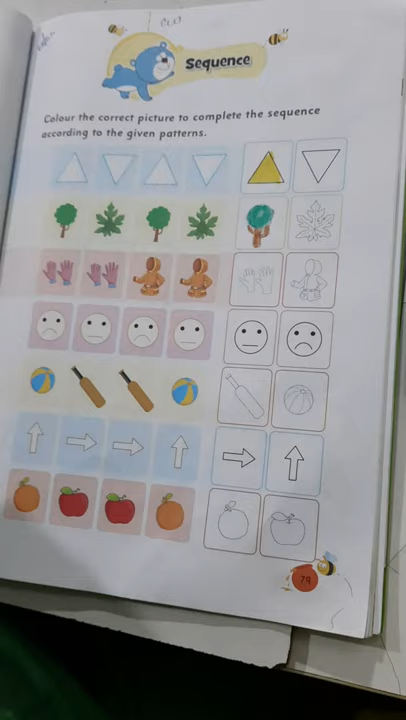 Sequence
Colour the correct picture to complete the sequence
according to the given patterns.
79